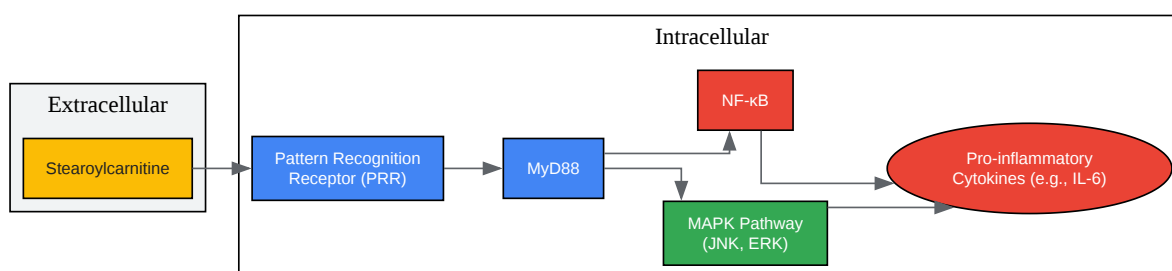 Intracellular
Extracellular
Stearoylcarnitine
Pattern Recognition
Receptor (PRR)
MyD88
NF-κB
MAPK Pathway
(JNK, ERK)
Pro-inflammatory
Cytokines (e.g., IL-6)